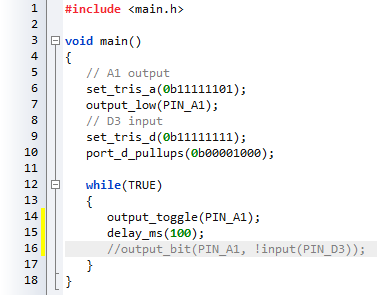 1 #include <main.h>
2
3 void main()
4 {
5 // A1 output
6 set_tris_a(0b11111101);
7 output_low(PIN_A1);
8 // D3 input
9 set_tris_d(0b11111111);
10 port_d_pullups(0b00001000);
11
12 while(TRUE)
13 {
14 output_toggle(PIN_A1);
15 delay_ms(100);
16 //output_bit(PIN_A1, !input(PIN_D3));
17 }
18 }